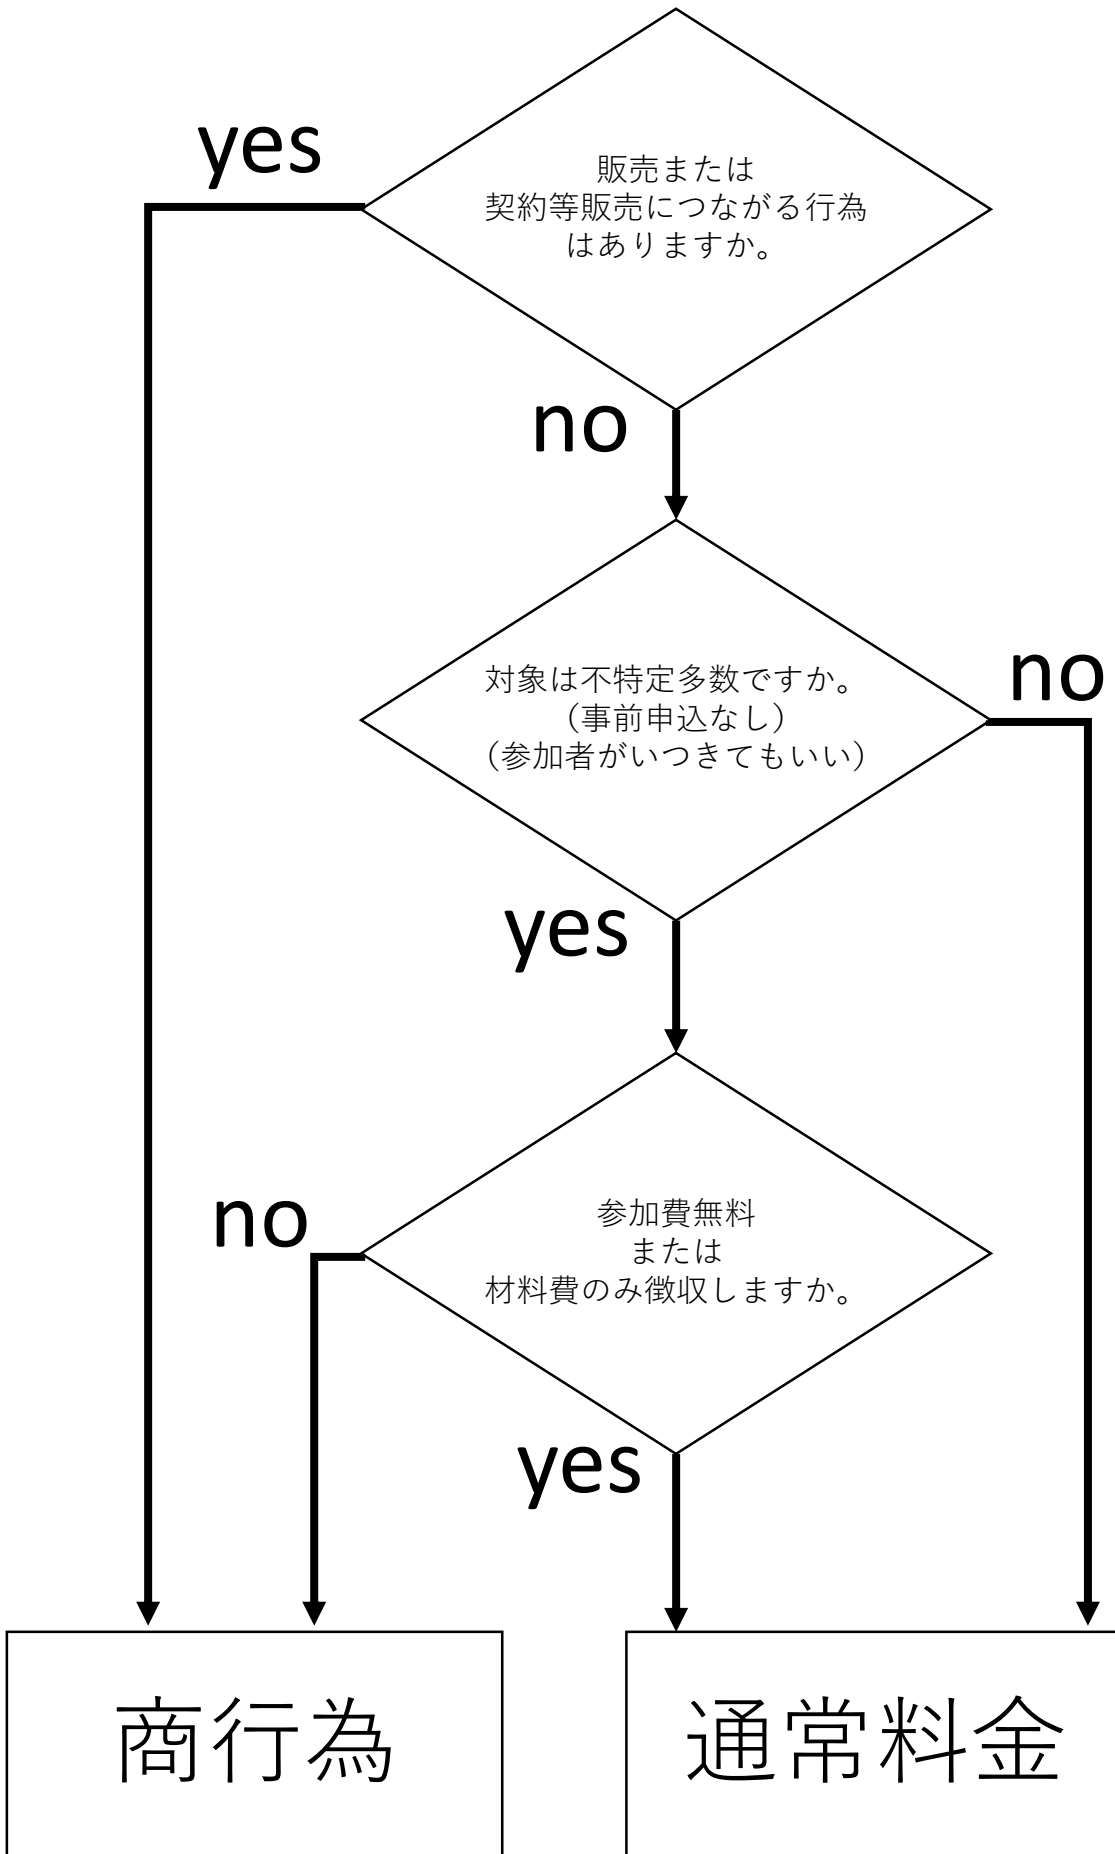 yes
販売または
契約等販売につながる行為
はありますか。
no
対象は不特定多数ですか。
（事前申込なし）
（参加者がいつきてもいい）
no
yes
参加費無料
または
材料費のみ徴収しますか。
no
yes
商行為
通常料金